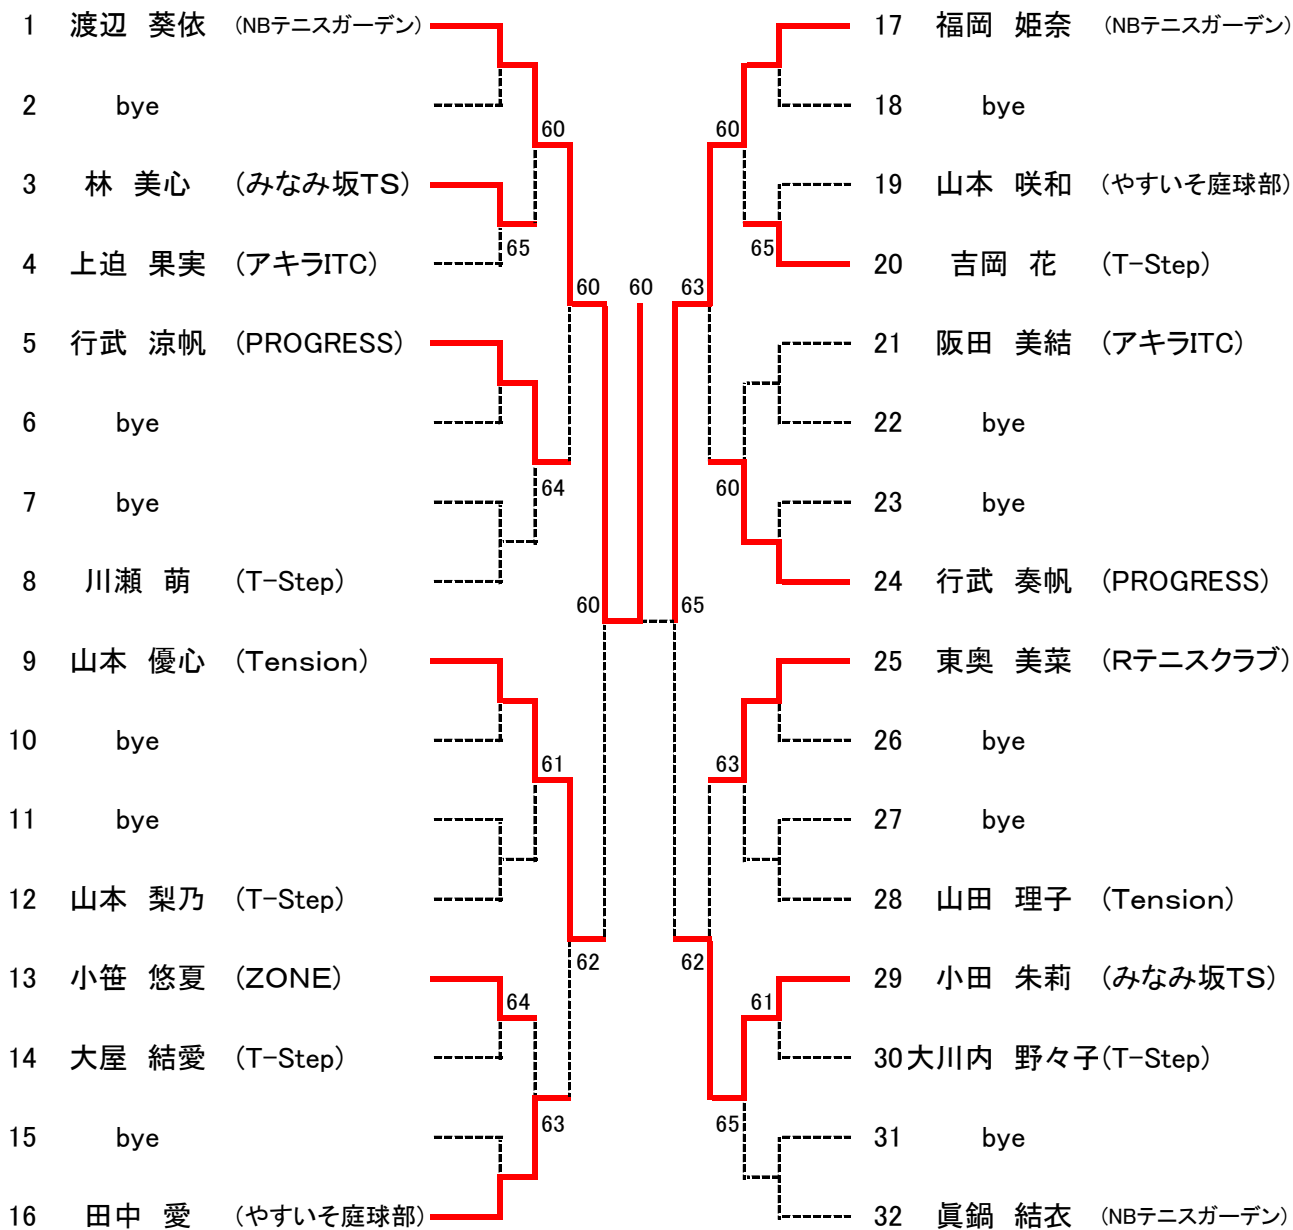 1 渡辺 葵依 (NBテニスガーデン)
2 bye
60
3 林 美心 (みなみ坂TS)
65
4 上迫 果実 (アキラITC)
60
5 行武 涼帆 (PROGRESS)
6 bye
64
7 bye
8 川瀬 萌 (T-Step)
60
9 山本 優心 (Tension)
10 bye
61
11 bye
12 山本 梨乃 (T-Step)
62
13 小笹 悠夏 (ZONE)
64
14 大屋 結愛 (T-Step)
63
15 bye
16 田中 愛 (やすいそ庭球部)
60
17 福岡 姫奈 (NBテニスガーデン)
18 bye
60
19 山本 咲和 (やすいそ庭球部)
65
20 吉岡 花 (T-Step)
63
21 阪田 美結 (アキラITC)
22 bye
60
23 bye
24 行武 奏帆 (PROGRESS)
65
25 東奥 美菜 (Rテニスクラブ)
26 bye
63
27 bye
28 山田 理子 (Tension)
62
29 小田 朱莉 (みなみ坂TS)
61
30 大川内 野々子 (T-Step)
65
31 bye
32 眞鍋 結衣 (NBテニスガーデン)